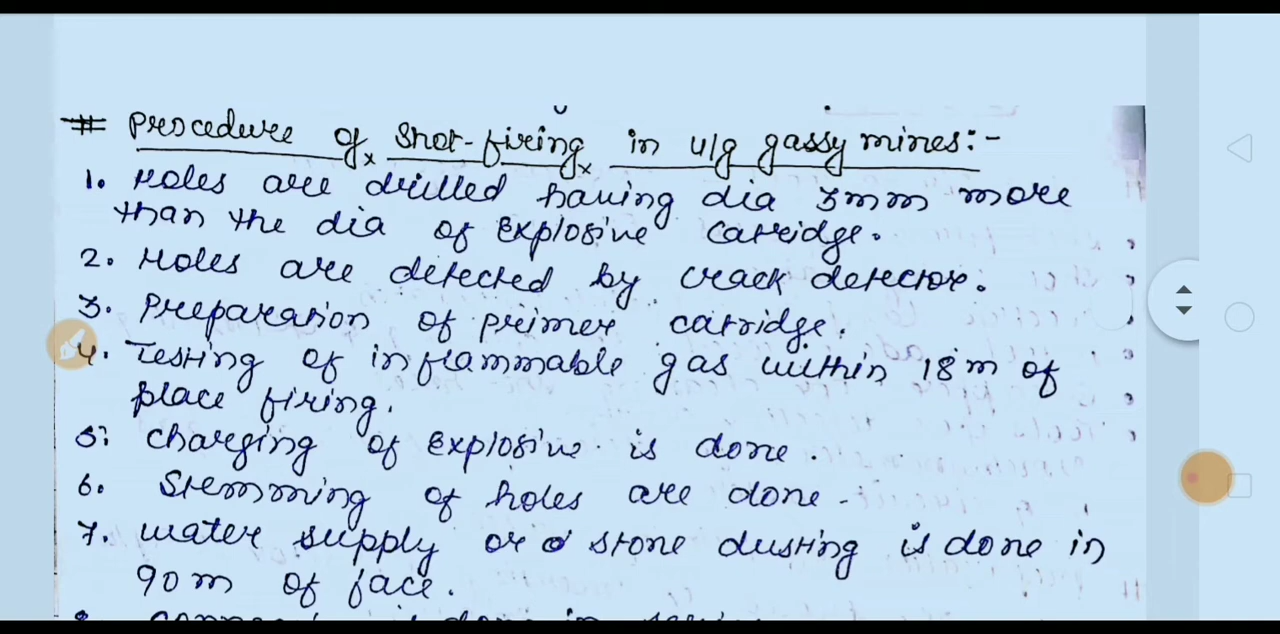 # Procedure of shot-firing in u/g gassy mines:-
1. Holes are drilled having dia 3mm more
than the dia of explosive catridge.
2. Holes are detected by crack detector.
3. Preparation of primer catridge.
4. Testing of inflammable gas within 18m of
place firing.
5. charging of explosive is done.
6. Stemming of holes are done.
7. water supply or stone dusting is done in
90m of face.